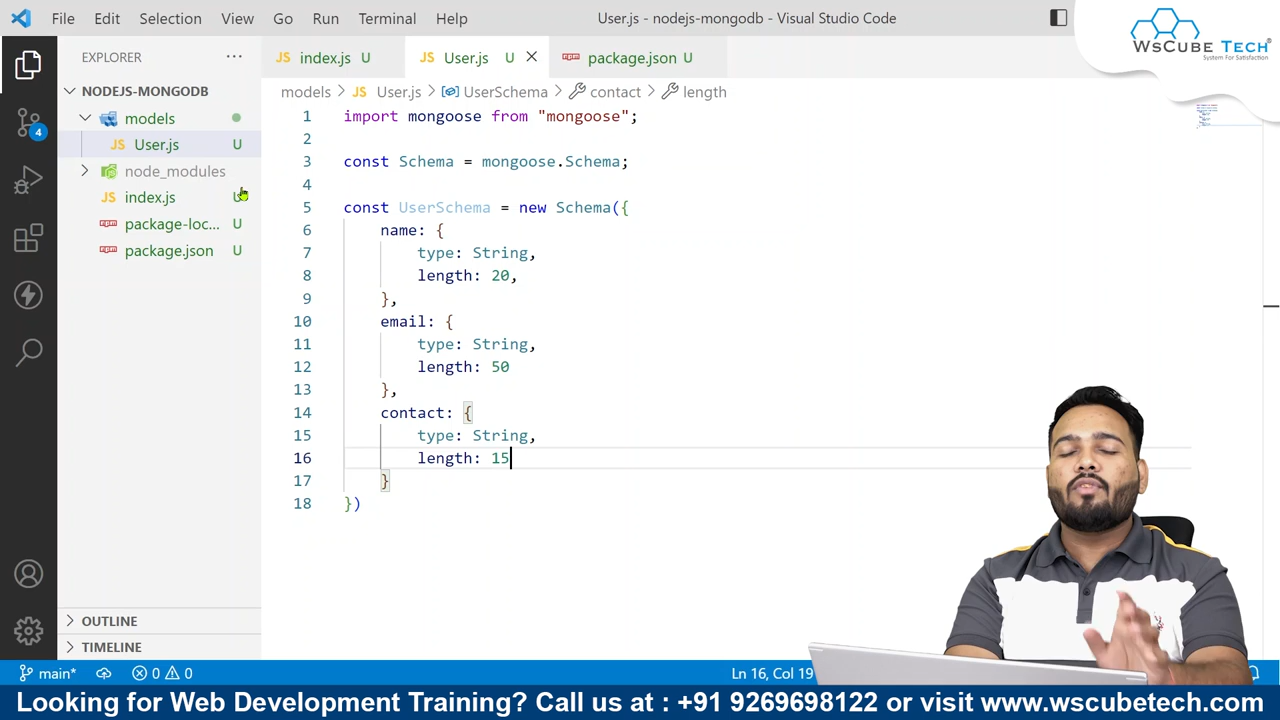 File Edit Selection View Go Run Terminal Help User.js - nodejs-mongodb - Visual Studio Code
WsCube Tech®
System For Satisfaction
EXPLORER ...
JS index.js U JS User.js U package.json U
NODEJS-MONGODB
models
JS User.js U
node_modules
JS index.js U
package-loc... U
package.json U
models > JS User.js > UserSchema > contact > length
1 import mongoose from "mongoose";
2
3 const Schema = mongoose.Schema;
4
5 const UserSchema = new Schema({
6 name: {
7 type: String,
8 length: 20,
9 },
10 email: {
11 type: String,
12 length: 50
13 },
14 contact: {
15 type: String,
16 length: 15
17 }
18 })
4
OUTLINE
TIMELINE
main* 0 0 Ln 16, Col 19
Looking for Web Development Training? Call us at : +91 9269698122 or visit www.wscubetech.com